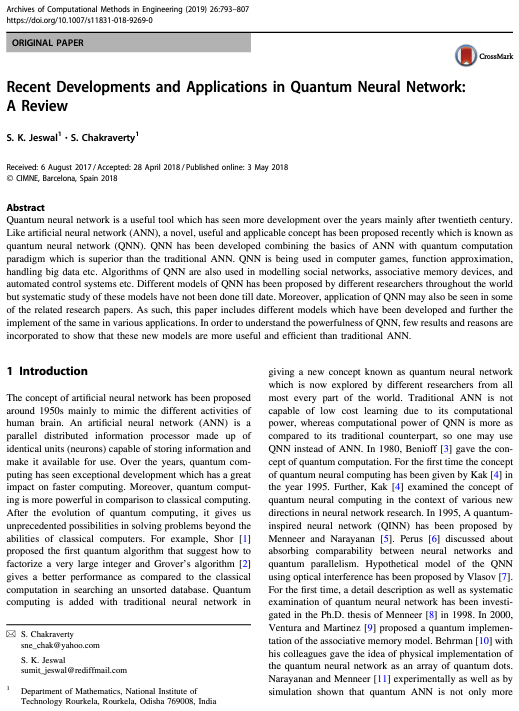 Archives of Computational Methods in Engineering (2019) 26:793–807
https://doi.org/10.1007/s11831-018-9269-0
ORIGINAL PAPER
CrossMark
Recent Developments and Applications in Quantum Neural Network:
A Review
S. K. Jeswal1 · S. Chakraverty1
Received: 6 August 2017 / Accepted: 28 April 2018 / Published online: 3 May 2018
© CIMNE, Barcelona, Spain 2018
Abstract
Quantum neural network is a useful tool which has seen more development over the years mainly after twentieth century.
Like artificial neural network (ANN), a novel, useful and applicable concept has been proposed recently which is known as
quantum neural network (QNN). QNN has been developed combining the basics of ANN with quantum computation
paradigm which is superior than the traditional ANN. QNN is being used in computer games, function approximation,
handling big data etc. Algorithms of QNN are also used in modelling social networks, associative memory devices, and
automated control systems etc. Different models of QNN has been proposed by different researchers throughout the world
but systematic study of these models have not been done till date. Moreover, application of QNN may also be seen in some
of the related research papers. As such, this paper includes different models which have been developed and further the
implement of the same in various applications. In order to understand the powerfulness of QNN, few results and reasons are
incorporated to show that these new models are more useful and efficient than traditional ANN.
1 Introduction
The concept of artificial neural network has been proposed
around 1950s mainly to mimic the different activities of
human brain. An artificial neural network (ANN) is a
parallel distributed information processor made up of
identical units (neurons) capable of storing information and
make it available for use. Over the years, quantum com-
puting has been exceptional development which has a great
impact on faster computing. Moreover, quantum comput-
ing is more powerful in comparison to classical computing.
After the evolution of quantum computing, it gives us
unprecedented possibilities in solving problems beyond the
abilities of classical computers. For example, Shor [1]
proposed the first quantum algorithm that suggest how to
factorize a very large integer and Grover's algorithm [2]
gives a better performance as compared to the classical
computation in searching an unsorted database. Quantum
computing is added with traditional neural network in
S. Chakraverty
sne_chak@yahoo.com
S. K. Jeswal
sumit_jeswal@rediffmail.com
1 Department of Mathematics, National Institute of
Technology Rourkela, Rourkela, Odisha 769008, India
giving a new concept known as quantum neural network
which is now explored by different researchers from all
most every part of the world. Traditional ANN is not
capable of low cost learning due to its computational
power, whereas computational power of QNN is more as
compared to its traditional counterpart, so one may use
QNN instead of ANN. In 1980, Benioff [3] gave the con-
cept of quantum computation. For the first time the concept
of quantum neural computing has been given by Kak [4] in
the year 1995. Further, Kak [4] examined the concept of
quantum neural computing in the context of various new
directions in neural network research. In 1995, A quantum-
inspired neural network (QINN) has been proposed by
Menneer and Narayanan [5]. Perus [6] discussed about
absorbing comparability between neural networks and
quantum parallelism. Hypothetical model of the QNN
using optical interference has been proposed by Vlasov [7].
For the first time, a detail description as well as systematic
examination of quantum neural network has been investi-
gated in the Ph.D. thesis of Menneer [8] in 1998. In 2000,
Ventura and Martinez [9] proposed a quantum implemen-
tation of the associative memory model. Behrman [10] with
his colleagues gave the idea of physical implementation of
the quantum neural network as an array of quantum dots.
Narayanan and Menneer [11] experimentally as well as by
simulation shown that quantum ANN is not only more